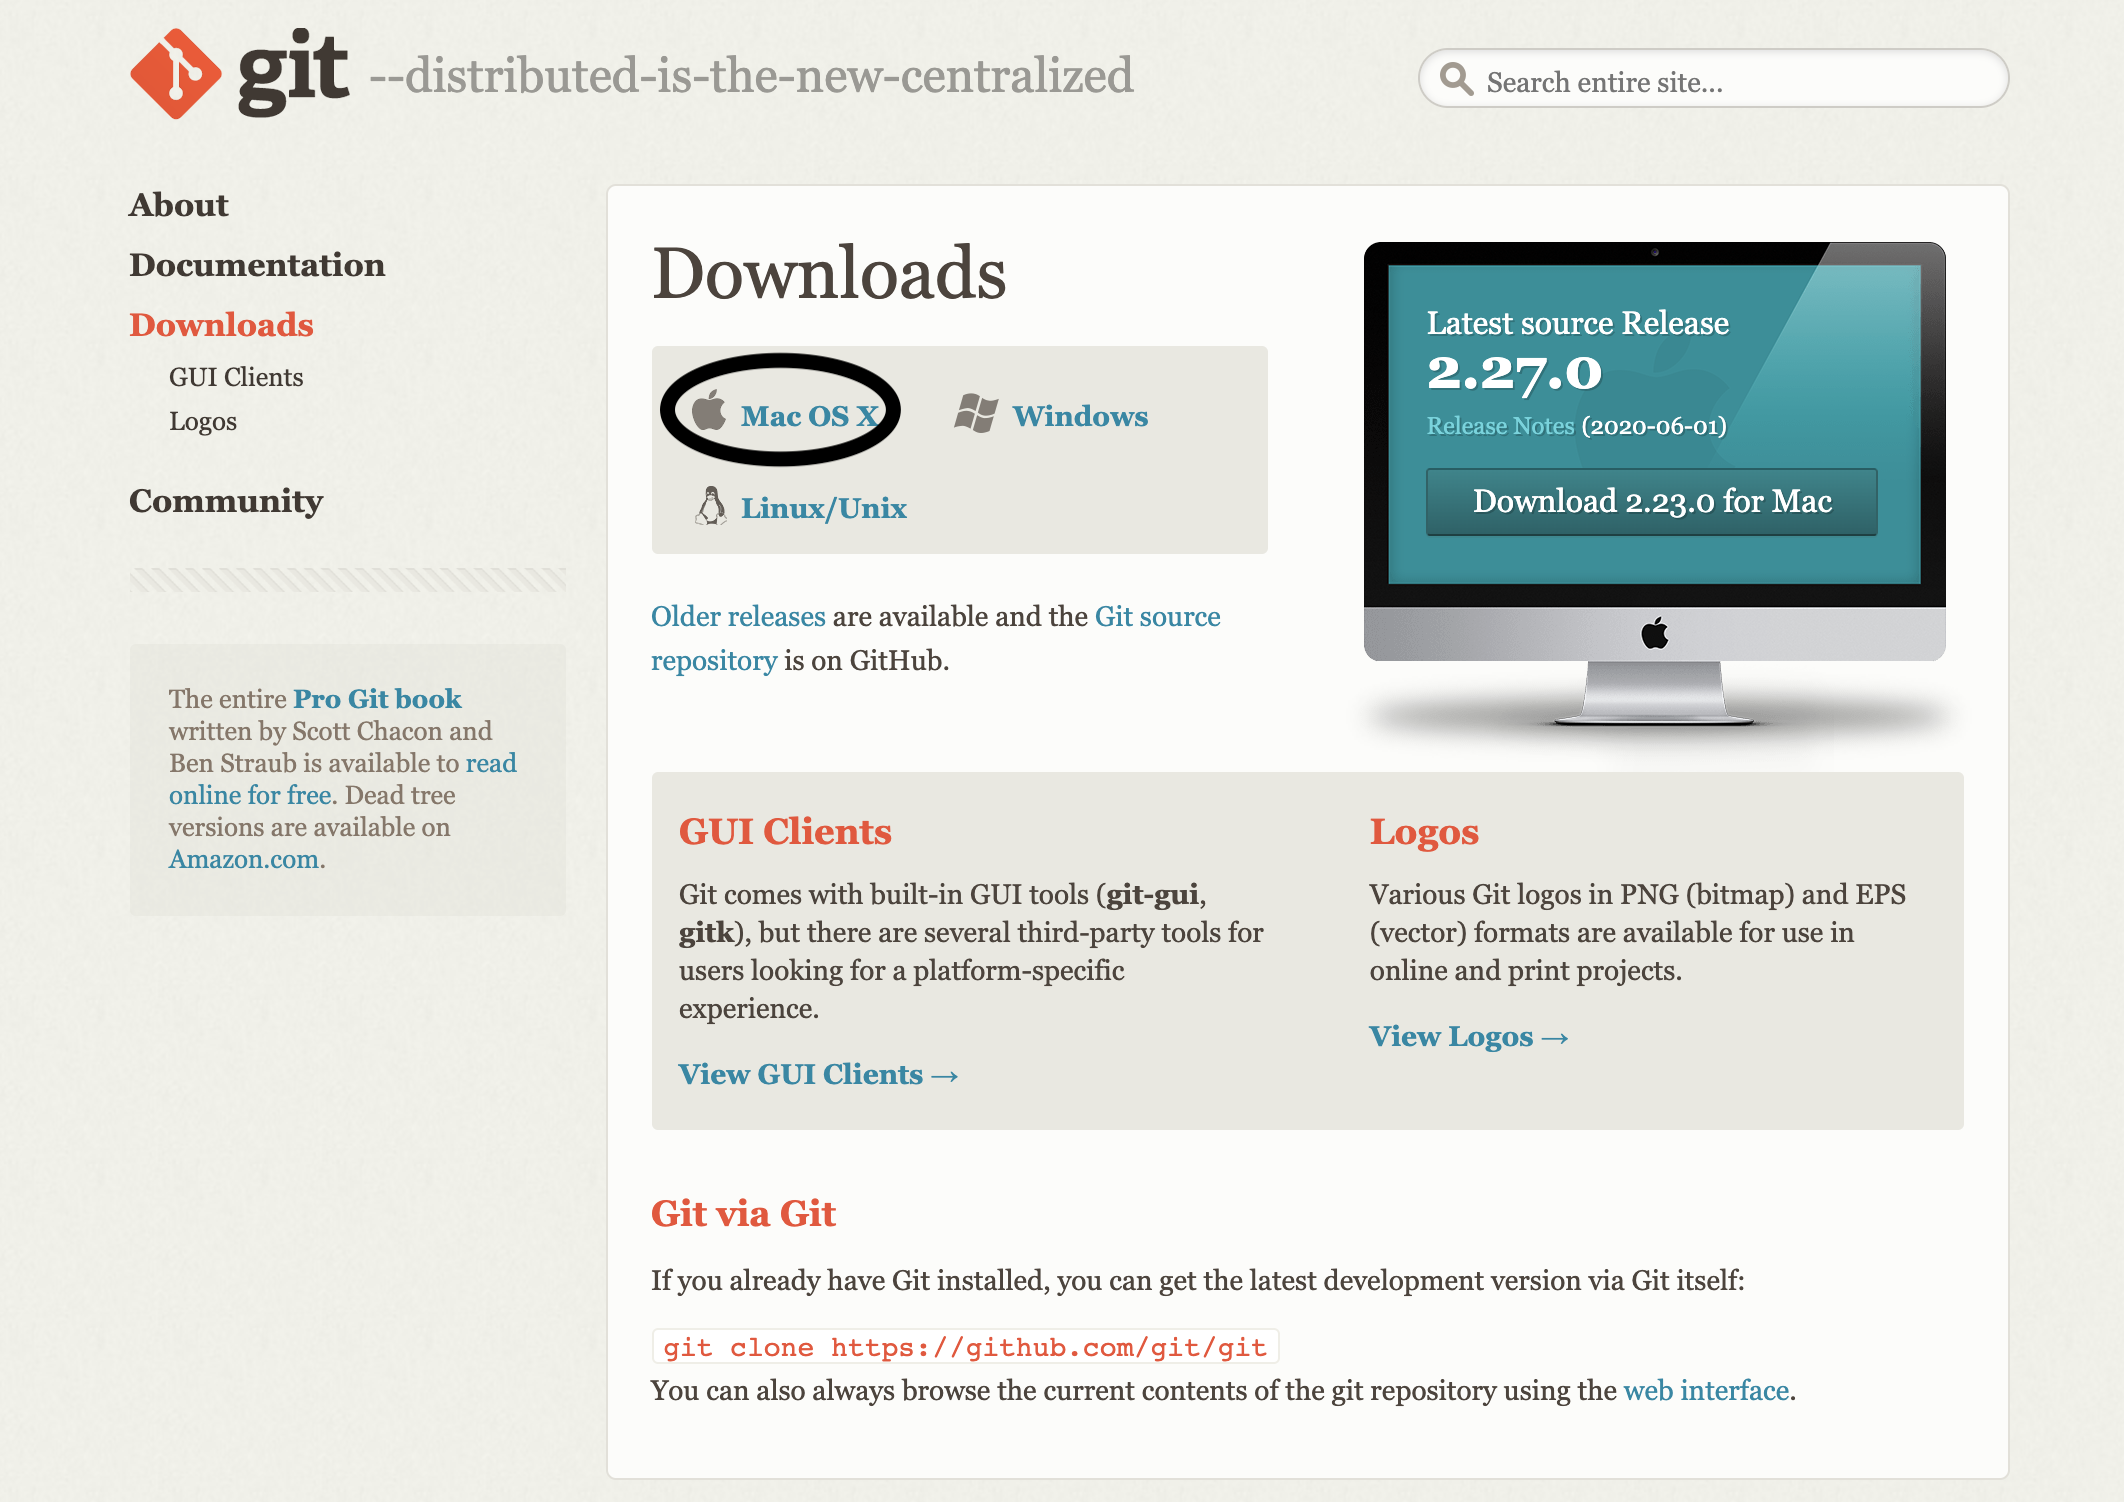 git --distributed-is-the-new-centralized
Search entire site...
About
Documentation
Downloads
GUI Clients
Logos
Community
The entire Pro Git book
written by Scott Chacon and
Ben Straub is available to read
online for free. Dead tree
versions are available on
Amazon.com.
Downloads
Mac OS X
Windows
Linux/Unix
Older releases are available and the Git source
repository is on GitHub.
Latest source Release
2.27.0
Release Notes (2020-06-01)
Download 2.23.0 for Mac
GUI Clients
Git comes with built-in GUI tools (git-gui,
gitk), but there are several third-party tools for
users looking for a platform-specific
experience.
View GUI Clients →
Logos
Various Git logos in PNG (bitmap) and EPS
(vector) formats are available for use in
online and print projects.
View Logos →
Git via Git
If you already have Git installed, you can get the latest development version via Git itself:
git clone https://github.com/git/git
You can also always browse the current contents of the git repository using the web interface.